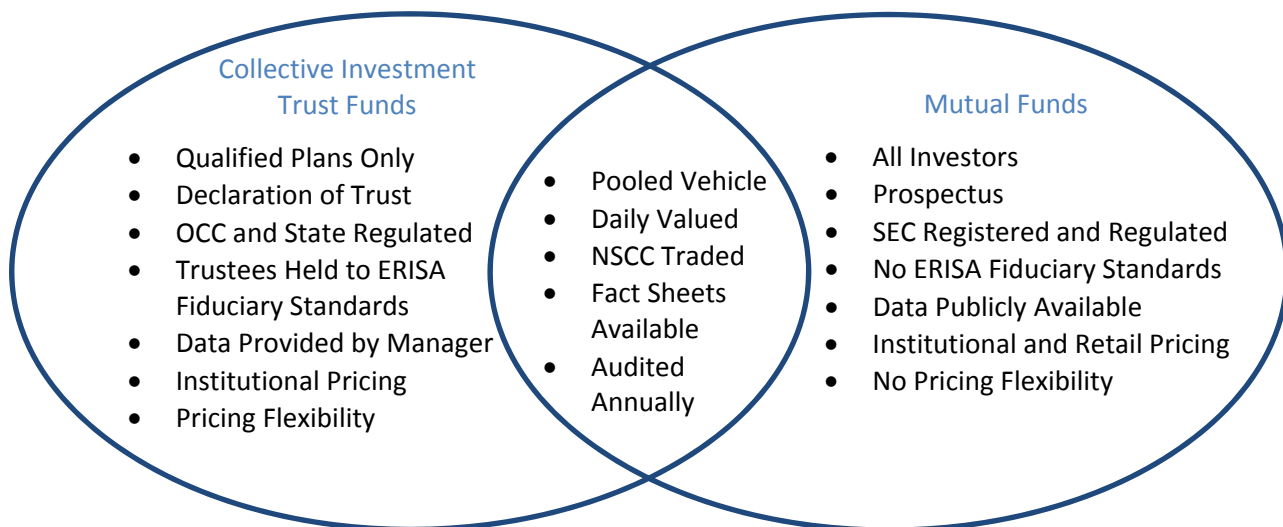 Collective Investment
Trust Funds
• Qualified Plans Only
• Declaration of Trust
• OCC and State Regulated
• Trustees Held to ERISA
Fiduciary Standards
• Data Provided by Manager
• Institutional Pricing
• Pricing Flexibility
• Pooled Vehicle
• Daily Valued
• NSCC Traded
• Fact Sheets
Available
• Audited
Annually
Mutual Funds
• All Investors
• Prospectus
• SEC Registered and Regulated
• No ERISA Fiduciary Standards
• Data Publicly Available
• Institutional and Retail Pricing
• No Pricing Flexibility